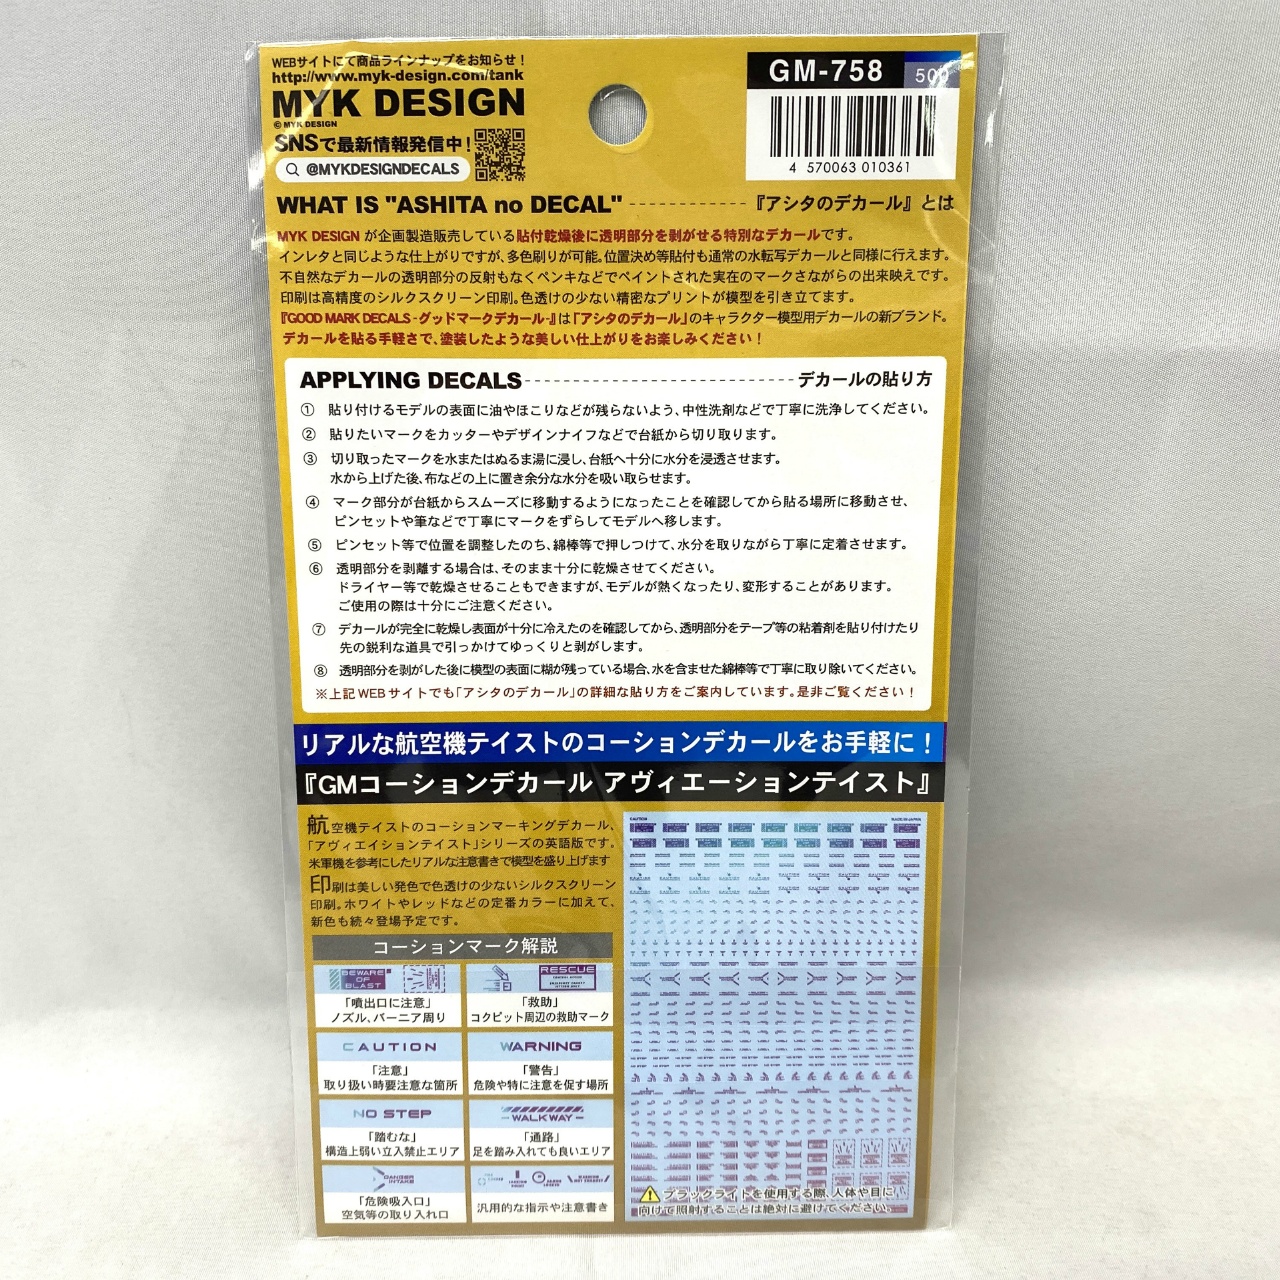 WEBサイトにて商品ラインナップをお知らせ！
http://www.myk-design.com/tank
MYK DESIGN
© MYK DESIGN
SNSで最新情報発信中！
@MYKDESIGNDECALS
GM-758
500
4 570063 010361
WHAT IS "ASHITA no DECAL" 『アシタのデカール』とは
MYK DESIGN が企画製造販売している貼付乾燥後に透明部分を剥がせる特別なデカールです。
インレタと同じような仕上がりですが、多色刷りが可能。位置決め等貼付も通常の水転写デカールと同様に行えます。
不自然なデカールの透明部分の反射もなくペンキなどでペイントされた実在のマークさながらの出来映えです。
印刷は高精度のシルクスクリーン印刷。色透けの少ない精密なプリントが模型を引き立てます。
『GOOD MARK DECALS -グッドマークデカール-』は「アシタのデカール」のキャラクター模型用デカールの新ブランド。
デカールを貼る手軽さで、塗装したような美しい仕上がりをお楽しみください！
APPLYING DECALS デカールの貼り方
① 貼り付けるモデルの表面に油やほこりなどが残らないよう、中性洗剤などで丁寧に洗浄してください。
② 貼りたいマークをカッターやデザインナイフなどで台紙から切り取ります。
③ 切り取ったマークを水またはぬるま湯に浸し、台紙へ十分に水分を浸透させます。
水から上げた後、布などの上に置き余分な水分を吸い取らせます。
④ マーク部分が台紙からスムーズに移動するようになったことを確認してから貼る場所に移動させ、
ピンセットや筆などで丁寧にマークをずらしてモデルへ移します。
⑤ ピンセット等で位置を調整したのち、綿棒等で押しつけて、水分を取りながら丁寧に定着させます。
⑥ 透明部分を剥離する場合は、そのまま十分に乾燥させてください。
ドライヤー等で乾燥させることもできますが、モデルが熱くなったり、変形することがあります。
ご使用の際は十分にご注意ください。
⑦ デカールが完全に乾燥し表面が十分に冷えたのを確認してから、透明部分をテープ等の粘着剤を貼り付けたり
先の鋭利な道具で引っかけてゆっくりと剥がします。
⑧ 透明部分を剥がした後に模型の表面に糊が残っている場合、水を含ませた綿棒等で丁寧に取り除いてください。
※上記WEBサイトでも「アシタのデカール」の詳細な貼り方をご案内しています。是非ご覧ください！
リアルな航空機テイストのコーションデカールをお手軽に！
『GMコーションデカール アヴィエーションテイスト』
航空機テイストのコーションマーキングデカール、
「アヴィエイションテイスト」シリーズの英語版です。
米軍機を参考にしたリアルな注意書きで模型を盛り上げます
印刷は美しい発色で色透けの少ないシルクスクリーン
印刷。ホワイトやレッドなどの定番カラーに加えて、
新色も続々登場予定です。
コーションマーク解説
BEWARE
OF
BLAST
「噴出口に注意」
ノズル、バーニア周り
RESCUE
「救助」
コクピット周辺の救助マーク
CAUTION
「注意」
取り扱い時要注意な箇所
WARNING
「警告」
危険や特に注意を促す場所
NO STEP
「踏むな」
構造上弱い立入禁止エリア
WALKWAY
「通路」
足を踏み入れても良いエリア
DANGER
INTAKE
「危険吸入口」
空気等の取り入れ口
汎用的な指示や注意書き
CAUTION
MADE IN JAPAN
ブラックライトを使用する際、人体や目に
向けて照射することは絶対に避けてください。